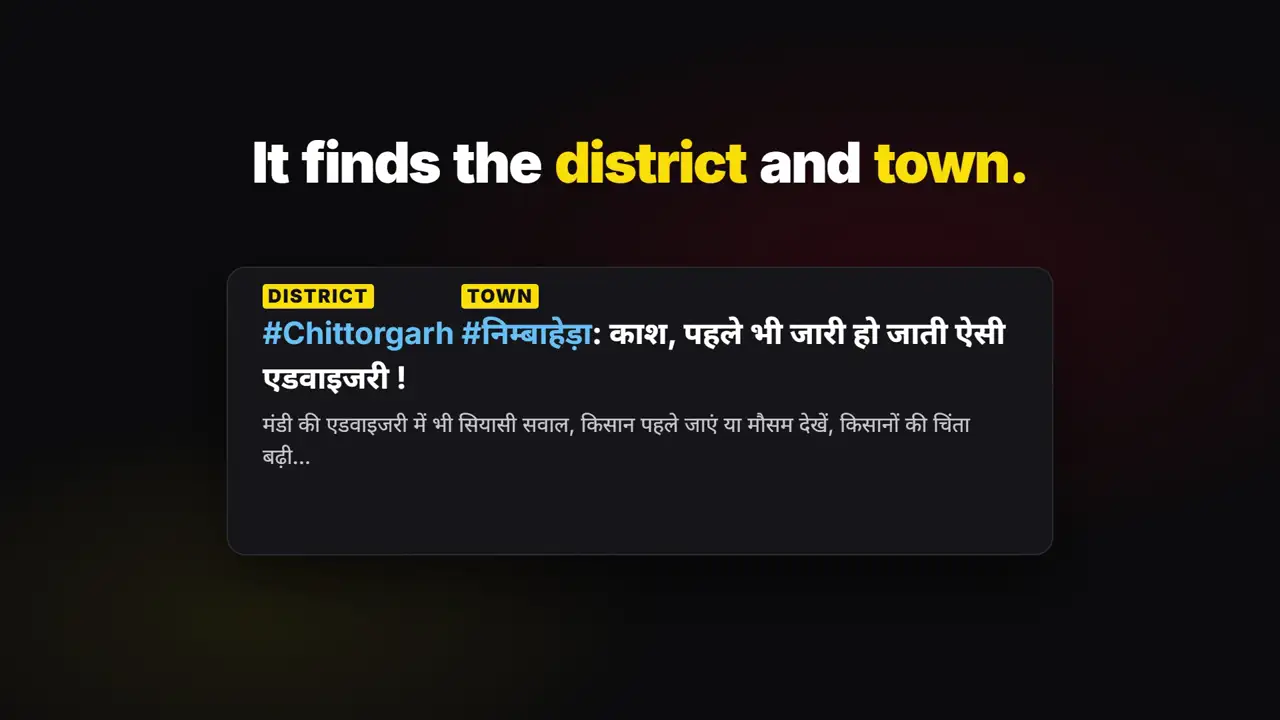 It finds the district and town.
DISTRICT TOWN
#Chittorgarh #निम्बाहेड़ा: काश, पहले भी जारी हो जाती ऐसी
एडवाइजरी !
मंडी की एडवाइजरी में भी सियासी सवाल, किसान पहले जाएं या मौसम देखें, किसानों की चिंता
बढ़ी...